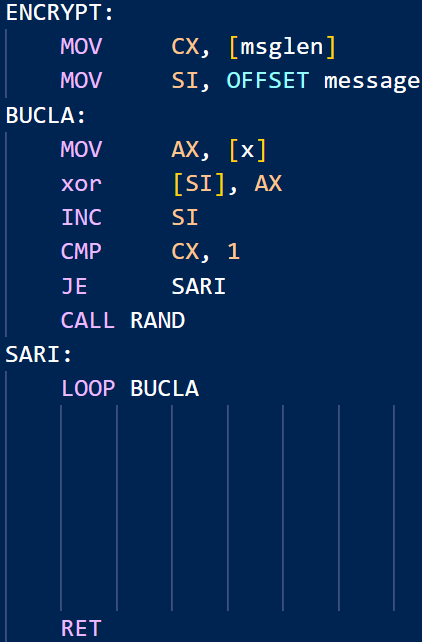 ENCRYPT:
MOV CX, [msglen]
MOV SI, OFFSET message
BUCLA:
MOV AX, [x]
xor [SI], AX
INC SI
CMP CX, 1
JE SARI
CALL RAND
SARI:
LOOP BUCLA
RET